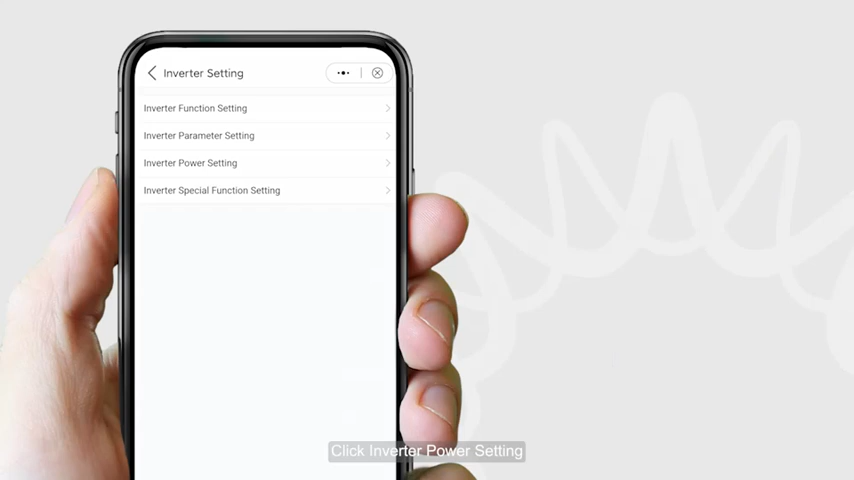 Inverter Setting
Inverter Function Setting
Inverter Parameter Setting
Inverter Power Setting
Inverter Special Function Setting
Click Inverter Power Setting